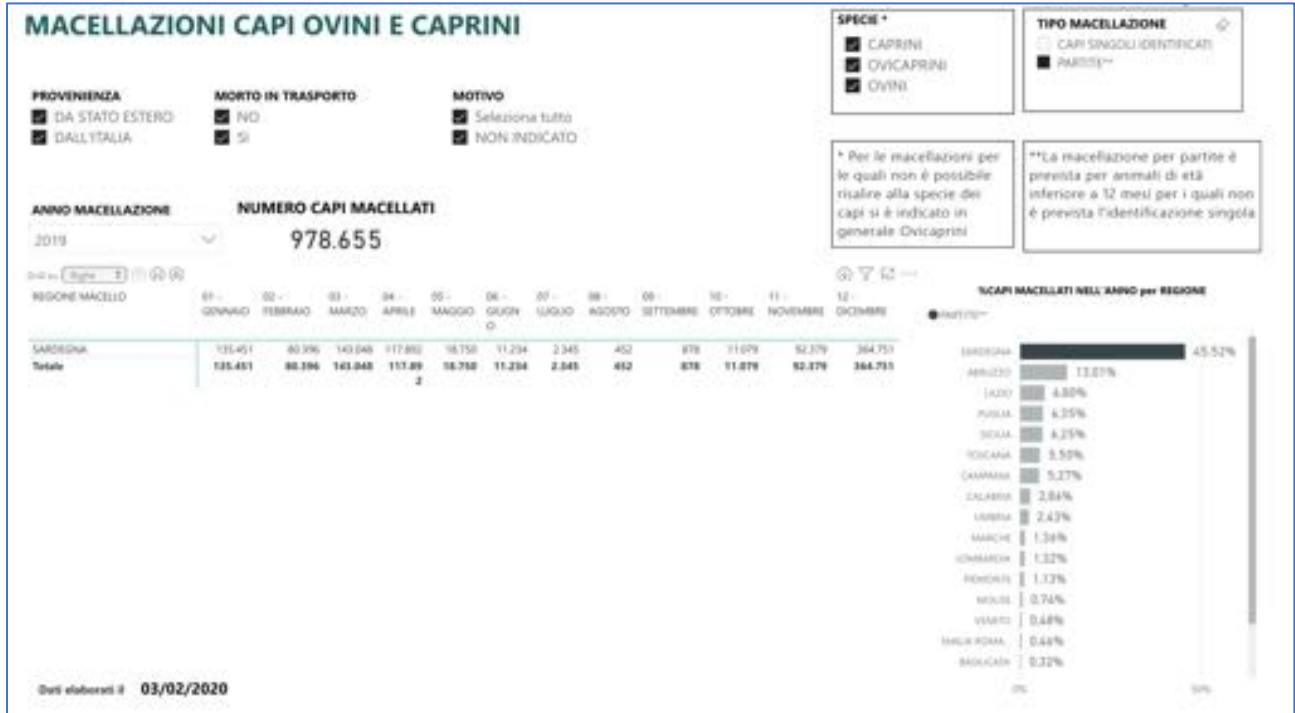 MACELLAZIONI CAPI OVINI E CAPRINI
SPECIE *
CAPRINI
OVICAPRINI
OVINI
TIPO MACELLAZIONE
CAPI SINGOLI IDENTIFICATI
PARTITE**
PROVENIENZA
DA STATO ESTERO
DALL'ITALIA
MORTO IN TRASPORTO
NO
SI
MOTIVO
Seleziona tutto
NON INDICATO
* Per le macellazioni per
le quali non è possibile
risalire alla specie dei
capi si è indicato in
generale Ovicaprini
**La macellazione per partite è
prevista per animali di età
inferiore a 12 mesi per i quali non
è prevista l'identificazione singola
ANNO MACELLAZIONE
2019
NUMERO CAPI MACELLATI
978.655
Righe
REGIONE MACELLO 01 - GENNAIO 02 - FEBBRAIO 03 - MARZO 04 - APRILE 05 - MAGGIO 06 - GIUGNO 07 - LUGLIO 08 - AGOSTO 09 - SETTEMBRE 10 - OTTOBRE 11 - NOVEMBRE 12 - DICEMBRE
SARDEGNA 135.451 80.396 143.048 117.892 18.750 11.234 2.345 452 878 11.079 92.379 364.751
Totale 135.451 80.396 143.048 117.892 18.750 11.234 2.345 452 878 11.079 92.379 364.751
%CAPI MACELLATI NELL'ANNO per REGIONE
PARTITE**
SARDEGNA 45,52%
ABRUZZO 13,01%
LAZIO 6,80%
PUGLIA 6,35%
SICILIA 6,25%
TOSCANA 5,50%
CAMPANIA 5,27%
CALABRIA 2,86%
UMBRIA 2,43%
MARCHE 1,36%
LOMBARDIA 1,32%
PIEMONTE 1,13%
MOLISE 0,76%
VENETO 0,48%
EMILIA ROMA... 0,46%
BASILICATA 0,32%
0% 50%
Dati elaborati il 03/02/2020